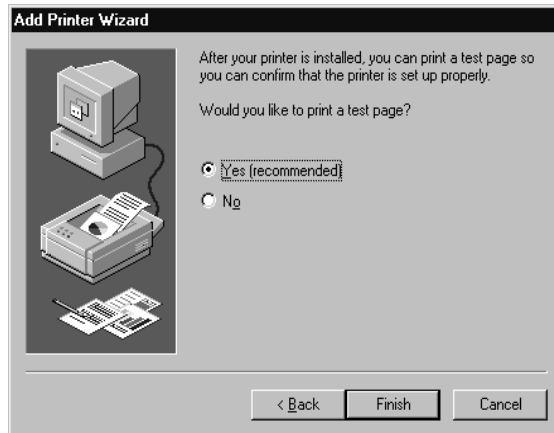 Add Printer Wizard
After your printer is installed, you can print a test page so
you can confirm that the printer is set up properly.
Would you like to print a test page?
Yes (recommended)
No
< Back
Finish
Cancel